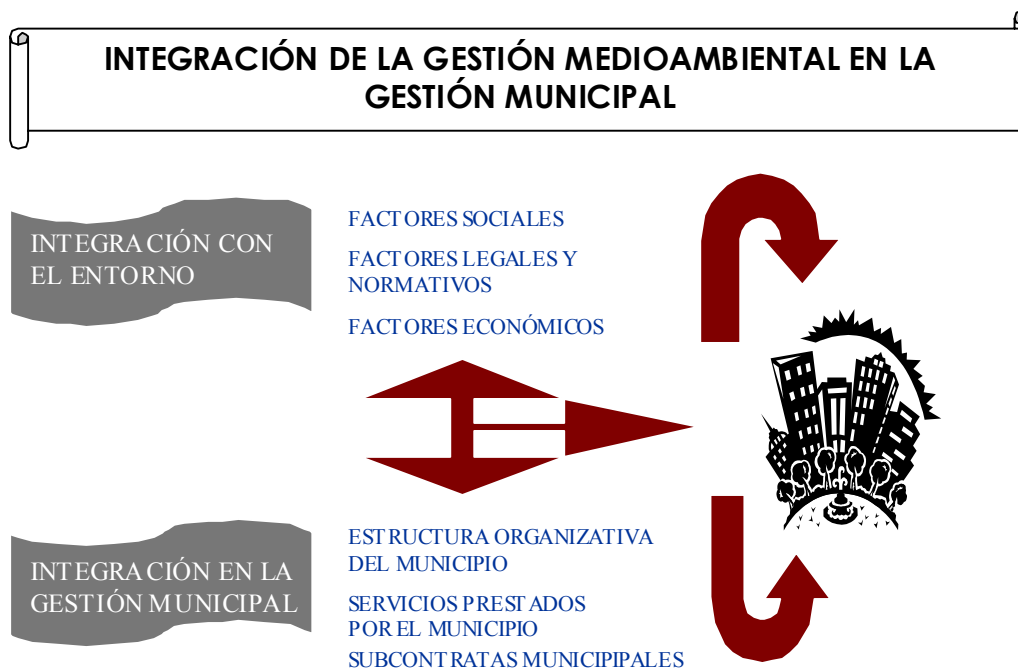 INTEGRACIÓN DE LA GESTIÓN MEDIOAMBIENTAL EN LA
GESTIÓN MUNICIPAL
INTEGRACIÓN CON
EL ENTORNO
FACTORES SOCIALES
FACTORES LEGALES Y
NORMATIVOS
FACTORES ECONÓMICOS
INTEGRACIÓN EN LA
GESTIÓN MUNICIPAL
ESTRUCTURA ORGANIZATIVA
DEL MUNICIPIO
SERVICIOS PRESTADOS
POR EL MUNICIPIO
SUBCONTRATAS MUNICIPIPALES